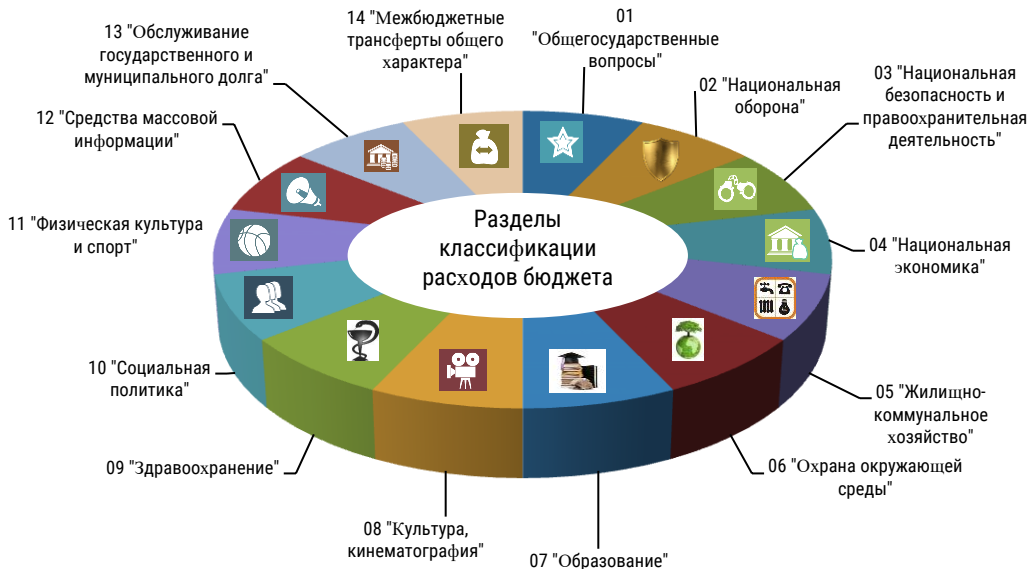 Разделы
классификации
расходов бюджета
01
"Общегосударственные
вопросы"
02 "Национальная
оборона"
03 "Национальная
безопасность и
правоохранительная
деятельность"
04 "Национальная
экономика"
05 "Жилищно-
коммунальное
хозяйство"
06 "Охрана окружающей
среды"
07 "Образование"
08 "Культура,
кинематография"
09 "Здравоохранение"
10 "Социальная
политика"
11 "Физическая культура
и спорт"
12 "Средства массовой
информации"
13 "Обслуживание
государственного и
муниципального долга"
14 "Межбюджетные
трансферты общего
характера"